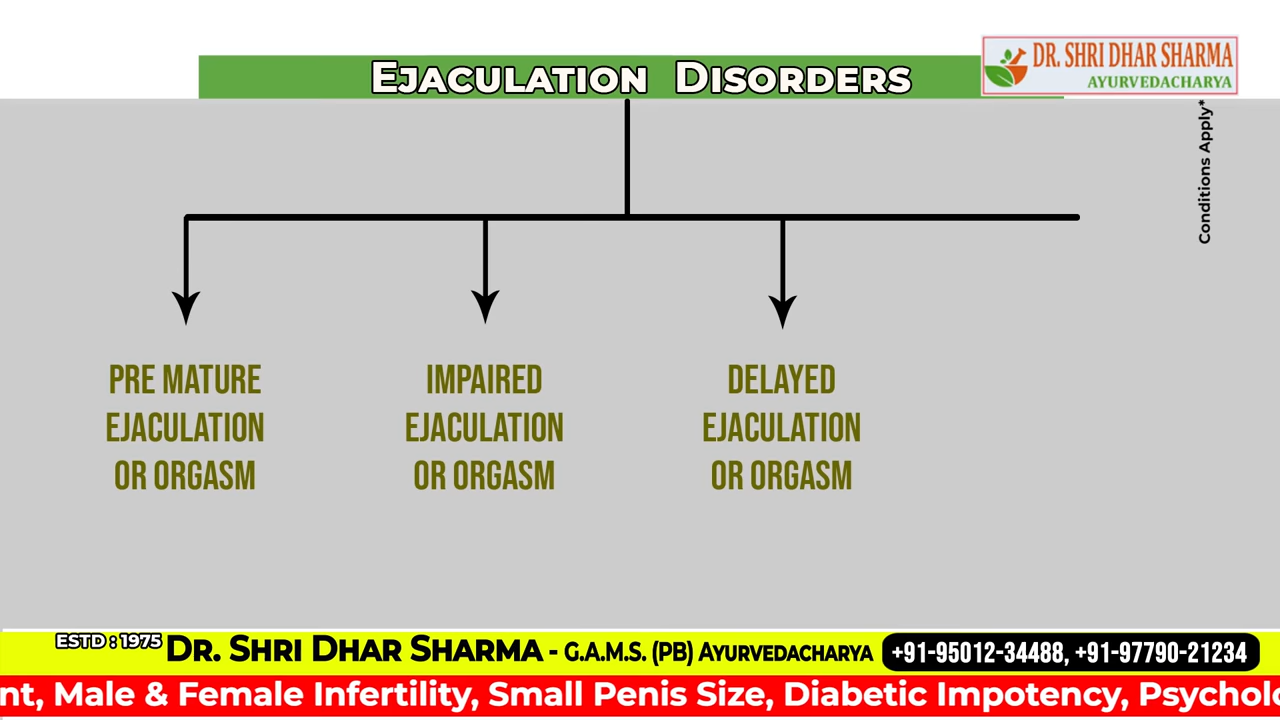 Ejaculation Disorders
DR. SHRI DHAR SHARMA
AYURVEDACHARYA
Conditions Apply*
PRE MATURE
EJACULATION
OR ORGASM
IMPAIRED
EJACULATION
OR ORGASM
DELAYED
EJACULATION
OR ORGASM
ESTD : 1975 Dr. Shri Dhar Sharma - G.A.M.S. (PB) Ayurvedacharya +91-95012-34488, +91-97790-21234
nt, Male & Female Infertility, Small Penis Size, Diabetic Impotency, Psycholo